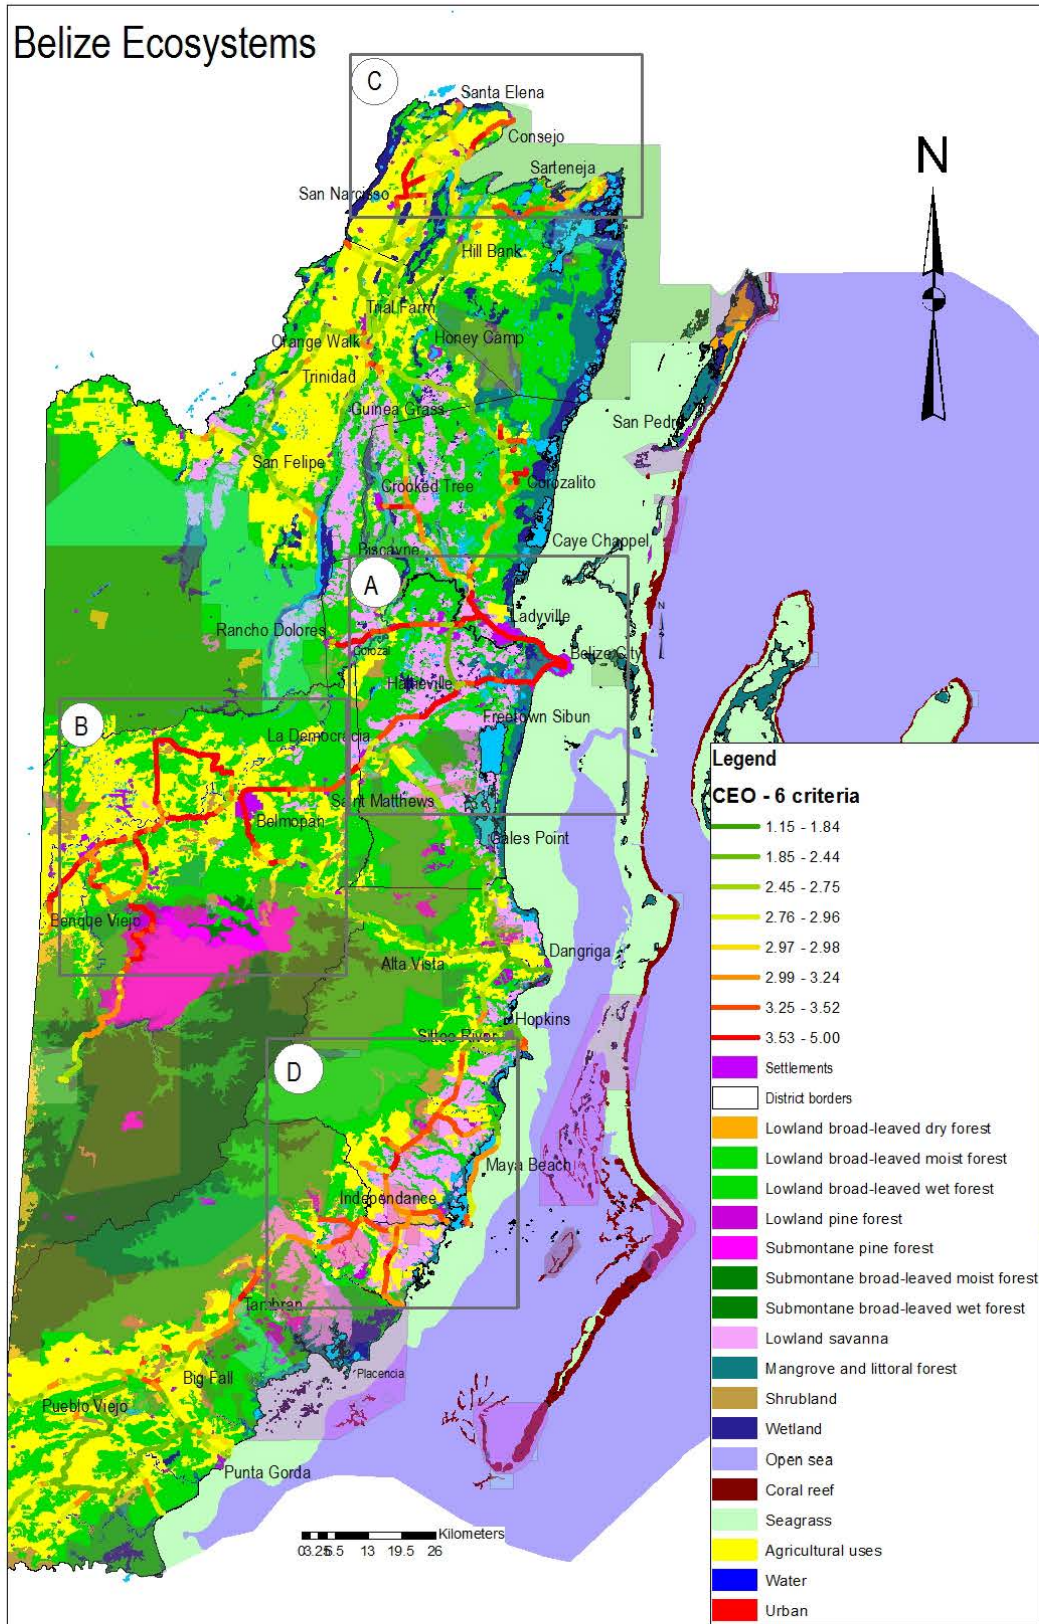 Belize Ecosystems
C
Santa Elena
Consejo
Sarteneja
San Narcisso
N
Hill Bank
Trial Farm
Orange Walk
Honey Camp
Trinidad
Guinea Grass
San Pedro
San Felipe
Crooked Tree
Corozalito
Caye Chappel
Biscayne
A
Ladyville
Rancho Dolores
Belize City
Hattieville
B
Freetown Sibun
La Democracia
Saint Matthews
Belmopan
Gales Point
Benque Viejo
Dangriga
Alta Vista
Hopkins
Sittee River
D
Maya Beach
Independance
Tambran
Placencia
Big Fall
Pueblo Viejo
Punta Gorda
Kilometers
0 3.25 6.5 13 19.5 26
Legend
CEO - 6 criteria
1.15 - 1.84
1.85 - 2.44
2.45 - 2.75
2.76 - 2.96
2.97 - 2.98
2.99 - 3.24
3.25 - 3.52
3.53 - 5.00
Settlements
District borders
Lowland broad-leaved dry forest
Lowland broad-leaved moist forest
Lowland broad-leaved wet forest
Lowland pine forest
Submontane pine forest
Submontane broad-leaved moist forest
Submontane broad-leaved wet forest
Lowland savanna
Mangrove and littoral forest
Shrubland
Wetland
Open sea
Coral reef
Seagrass
Agricultural uses
Water
Urban